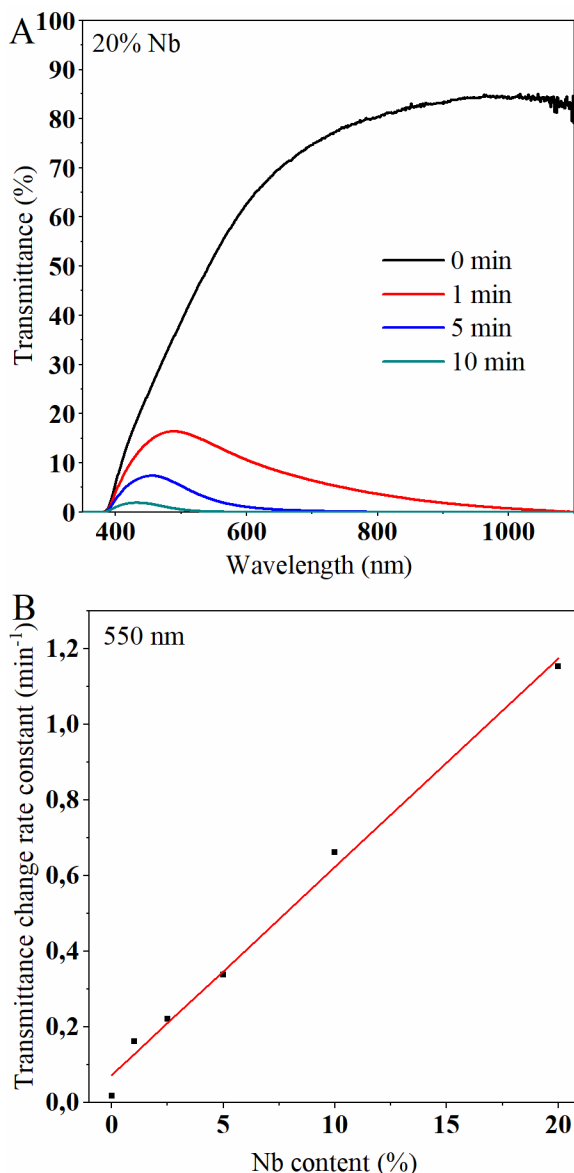 A
20% Nb
100
90
80
70
60
50
40
30
20
10
0
Transmittance (%)
0 min
1 min
5 min
10 min
400
600
800
1000
Wavelength (nm)
B
550 nm
1,2
1,0
0,8
0,6
0,4
0,2
0,0
Transmittance change rate constant (min⁻¹)
0
5
10
15
20
Nb content (%)